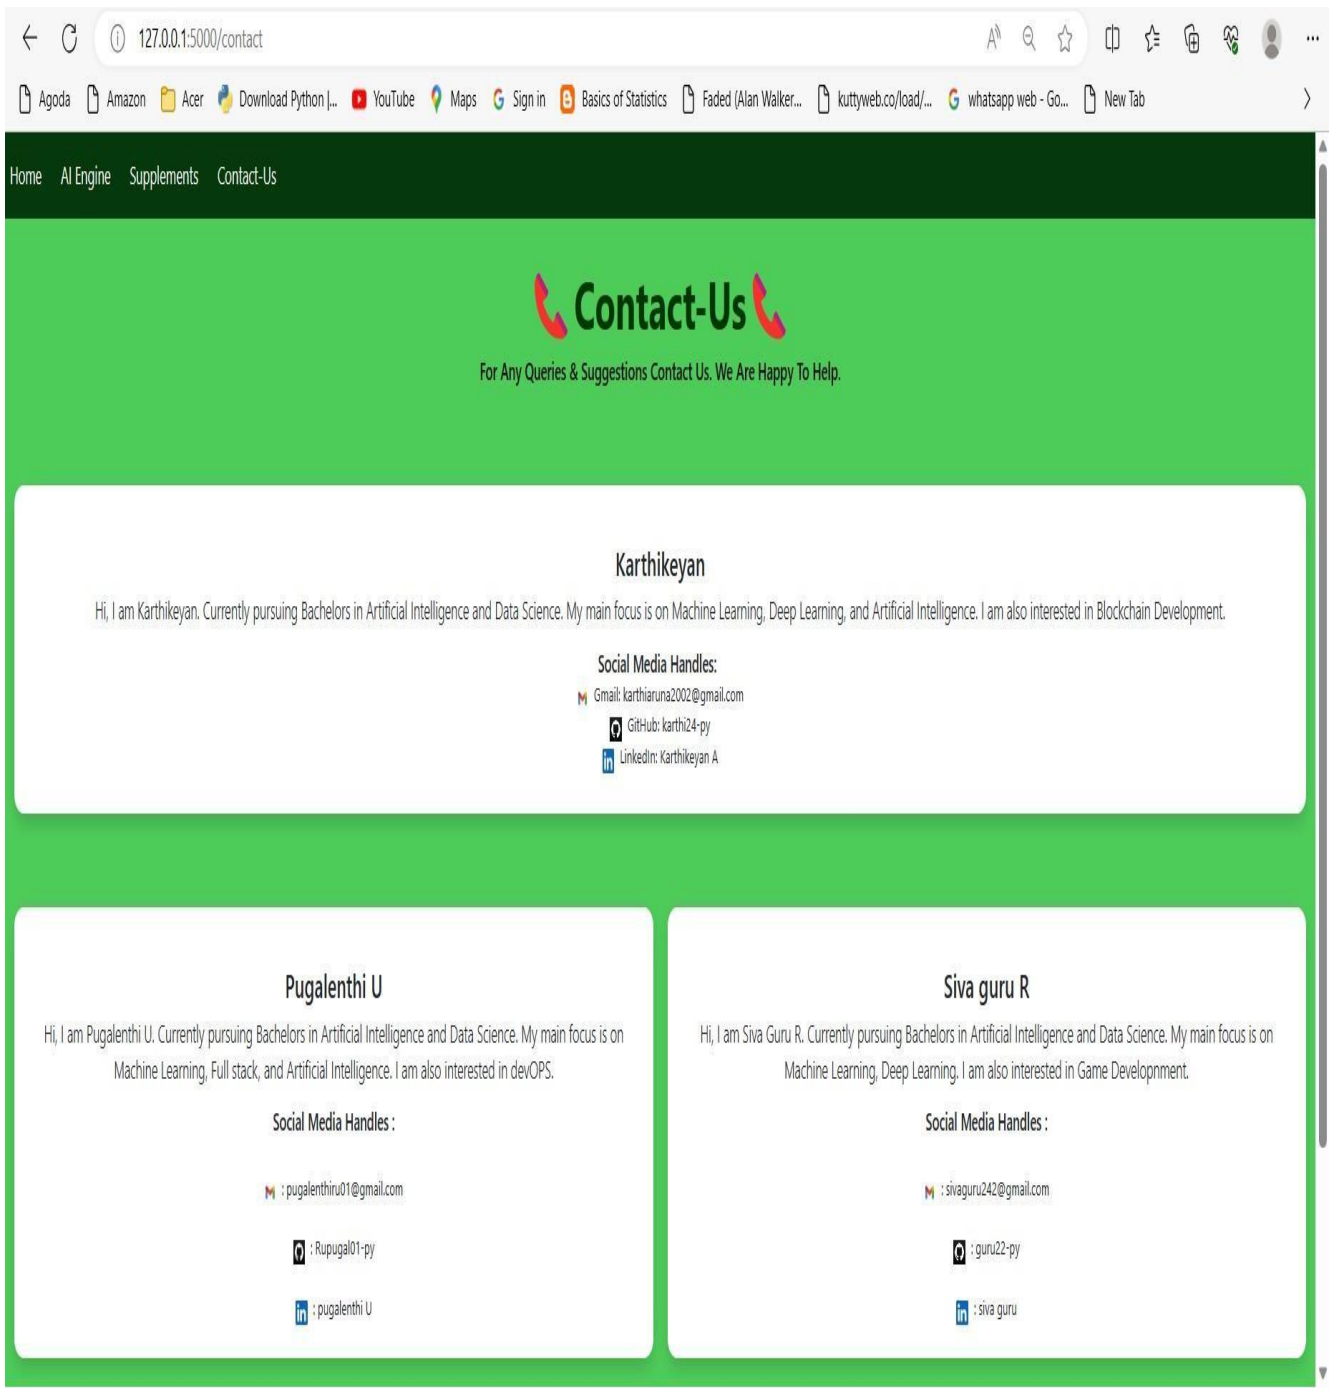 127.0.0.1:5000/contact
Agoda Amazon Acer Download Python |... YouTube Maps Sign in Basics of Statistics Faded (Alan Walker... kuttyweb.co/load/... whatsapp web - Go... New Tab
Home AI Engine Supplements Contact-Us
Contact-Us
For Any Queries & Suggestions Contact Us. We Are Happy To Help.
Karthikeyan
Hi, I am Karthikeyan. Currently pursuing Bachelors in Artificial Intelligence and Data Science. My main focus is on Machine Learning, Deep Learning, and Artificial Intelligence. I am also interested in Blockchain Development.
Social Media Handles:
Gmail: karthiaruna2002@gmail.com
GitHub: karthi24-py
LinkedIn: Karthikeyan A
Pugalenthi U
Hi, I am Pugalenthi U. Currently pursuing Bachelors in Artificial Intelligence and Data Science. My main focus is on
Machine Learning, Full stack, and Artificial Intelligence. I am also interested in devOPS.
Social Media Handles :
: pugalenthiru01@gmail.com
: Rupugal01-py
: pugalenthi U
Siva guru R
Hi, I am Siva Guru R. Currently pursuing Bachelors in Artificial Intelligence and Data Science. My main focus is on
Machine Learning, Deep Learning. I am also interested in Game Developnment.
Social Media Handles :
: sivaguru242@gmail.com
: guru22-py
: siva guru